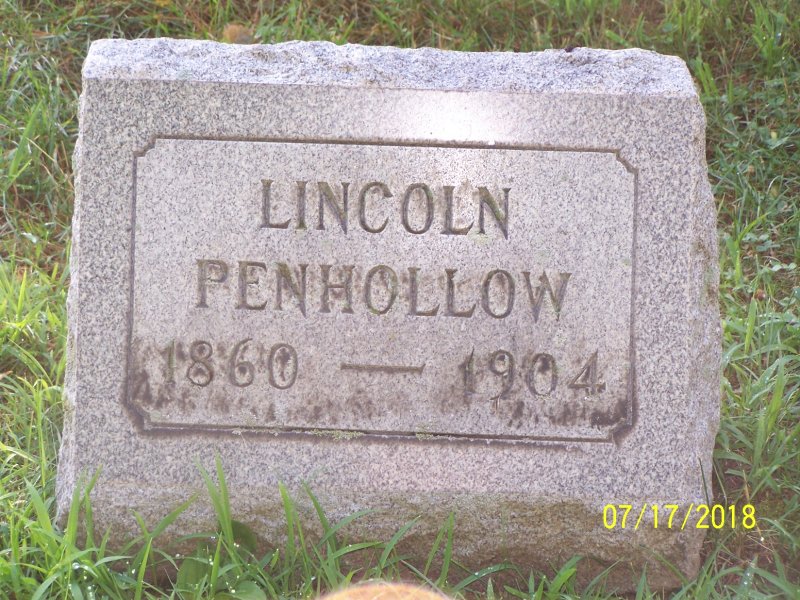 LINCOLN
PENHOLLOW
1860 — 1904
07/17/2018